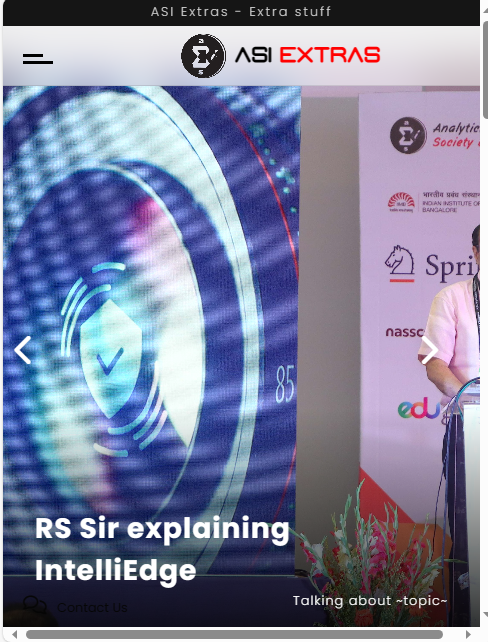 ASI Extras - Extra stuff
ASI EXTRAS
Analytic
Society
भारतीय प्रबंध संस्थान
INDIAN INSTITUTE OF
BANGALORE
Spri
nassc
edu
85
RS Sir explaining
IntelliEdge
Talking about ~topic~
Contact Us